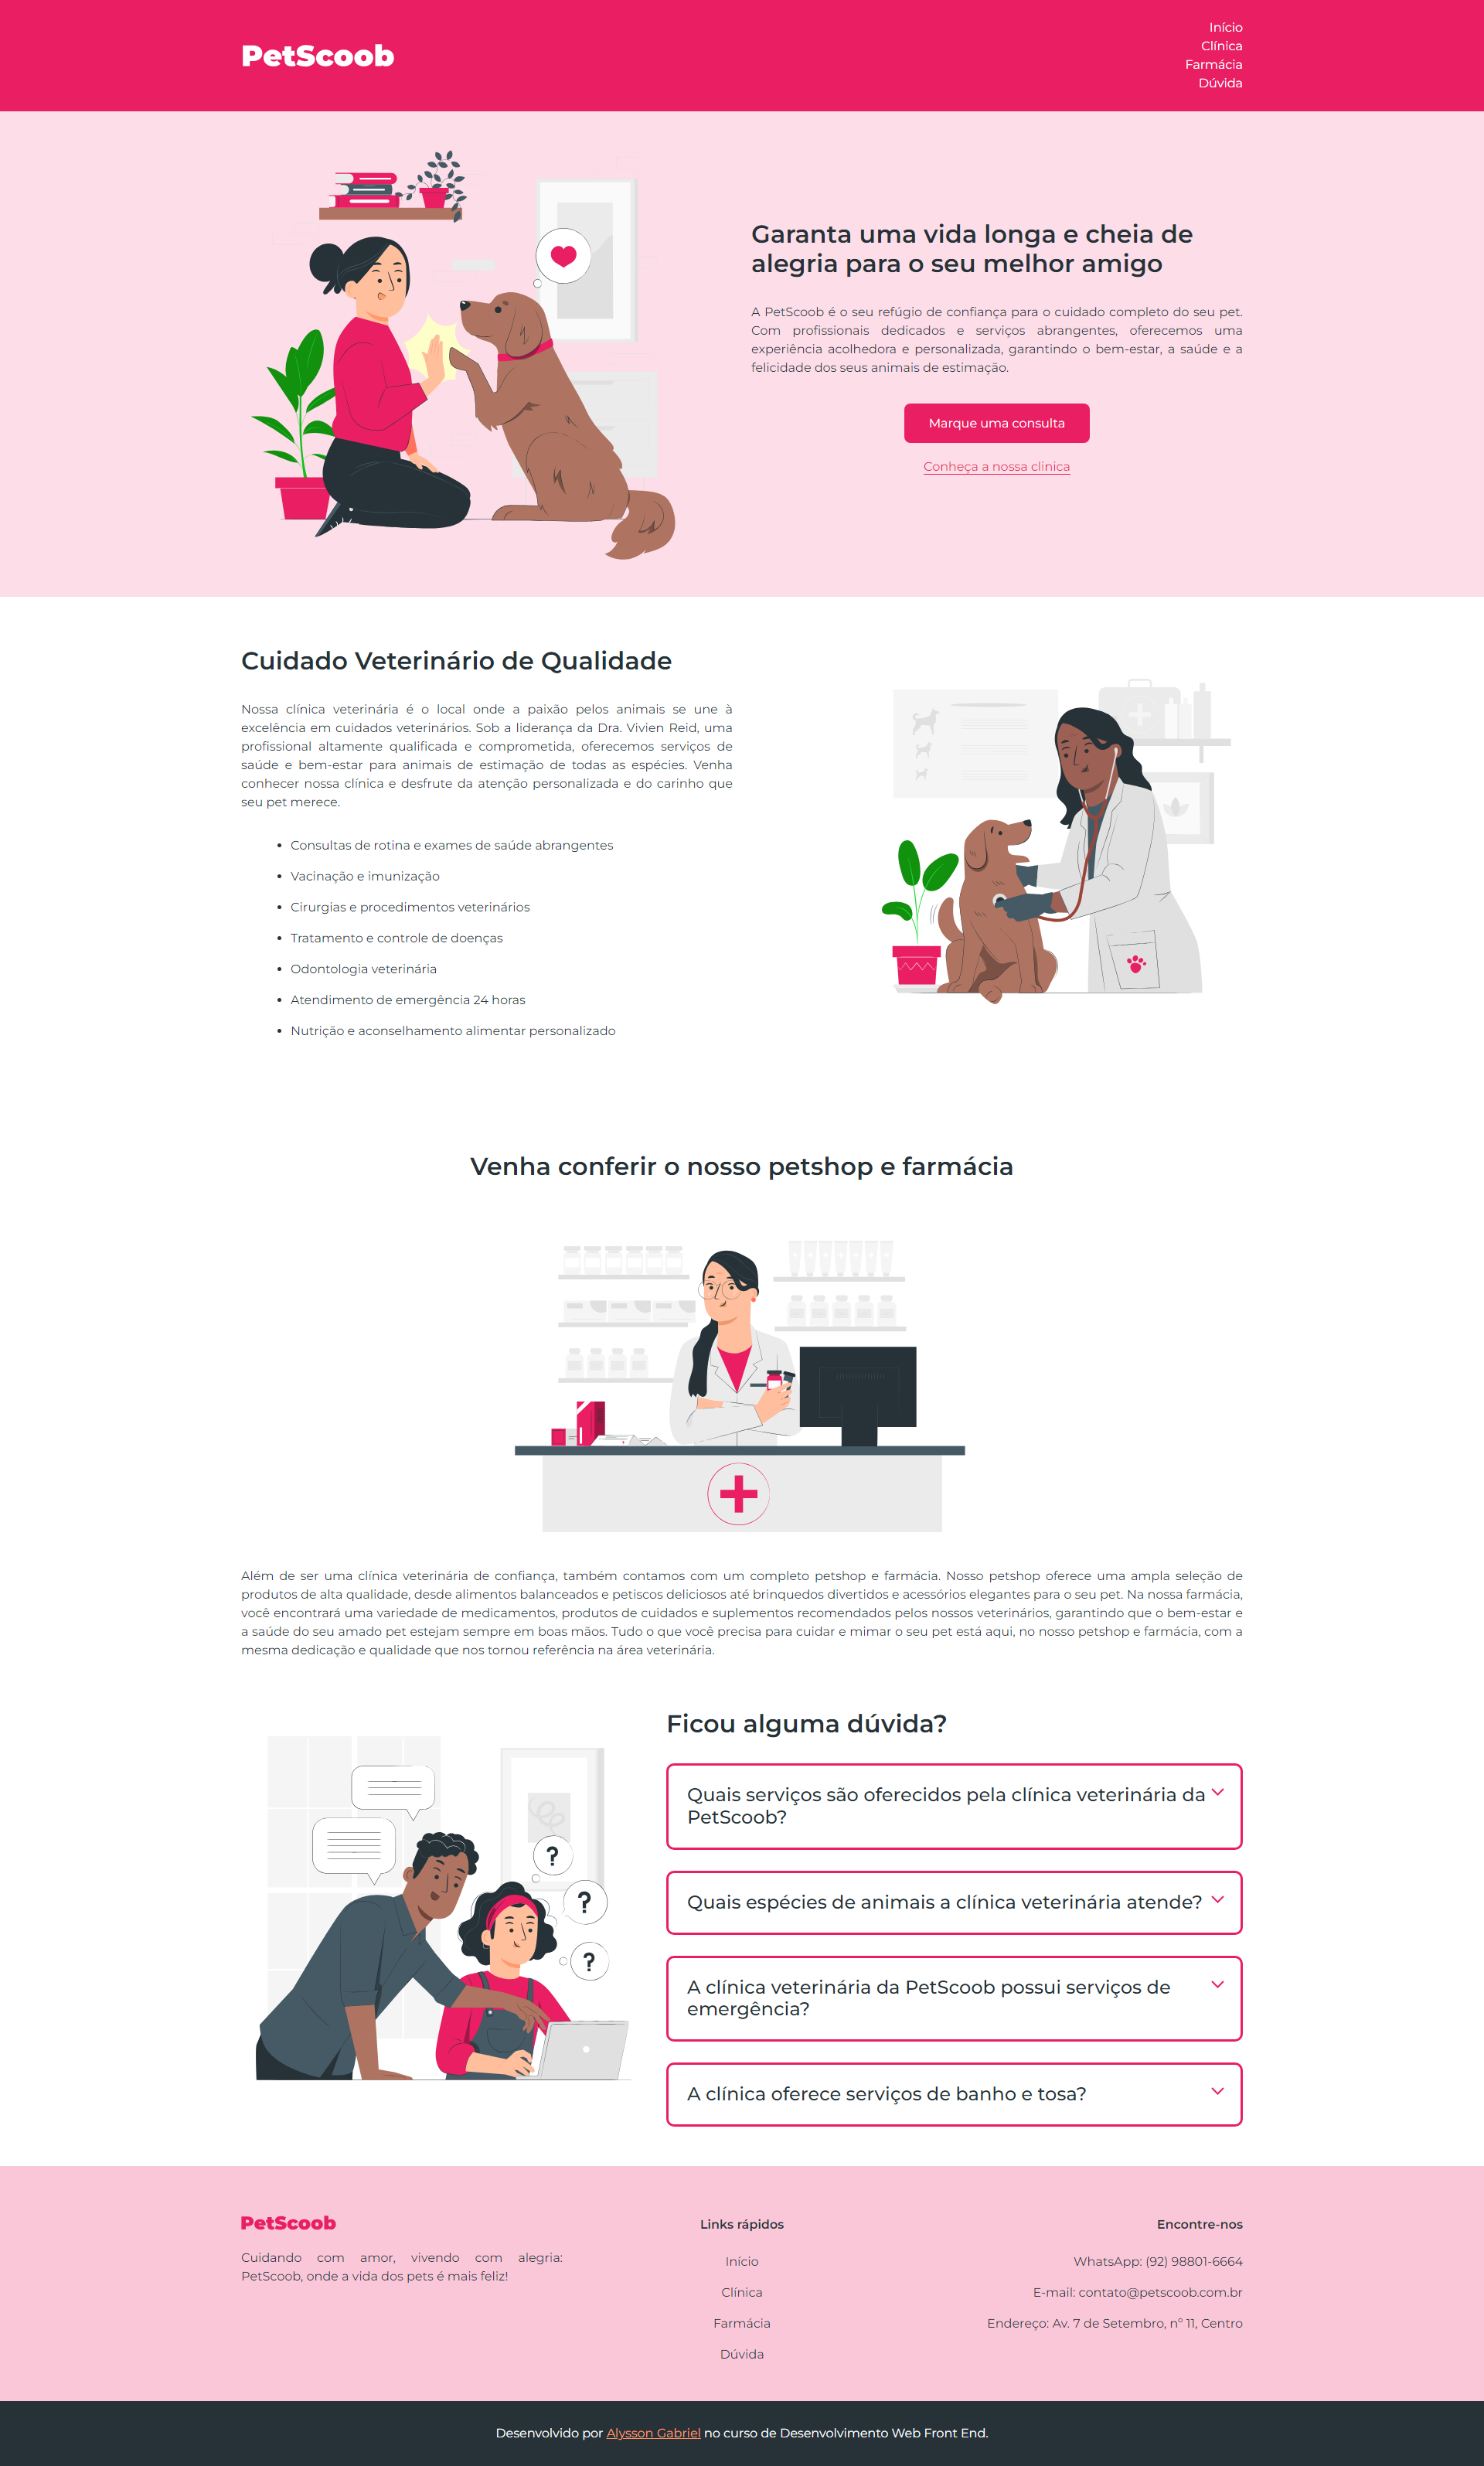 PetScoob
Início
Clínica
Farmácia
Dúvida
Garanta uma vida longa e cheia de
alegria para o seu melhor amigo
A PetScoob é o seu refúgio de confiança para o cuidado completo do seu pet.
Com profissionais dedicados e serviços abrangentes, oferecemos uma
experiência acolhedora e personalizada, garantindo o bem-estar, a saúde e a
felicidade dos seus animais de estimação.
Marque uma consulta
Conheça a nossa clinica
Cuidado Veterinário de Qualidade
Nossa clínica veterinária é o local onde a paixão pelos animais se une à
excelência em cuidados veterinários. Sob a liderança da Dra. Vivien Reid, uma
profissional altamente qualificada e comprometida, oferecemos serviços de
saúde e bem-estar para animais de estimação de todas as espécies. Venha
conhecer nossa clínica e desfrute da atenção personalizada e do carinho que
seu pet merece.
• Consultas de rotina e exames de saúde abrangentes
• Vacinação e imunização
• Cirurgias e procedimentos veterinários
• Tratamento e controle de doenças
• Odontologia veterinária
• Atendimento de emergência 24 horas
• Nutrição e aconselhamento alimentar personalizado
Venha conferir o nosso petshop e farmácia
Além de ser uma clínica veterinária de confiança, também contamos com um completo petshop e farmácia. Nosso petshop oferece uma ampla seleção de
produtos de alta qualidade, desde alimentos balanceados e petiscos deliciosos até brinquedos divertidos e acessórios elegantes para o seu pet. Na nossa farmácia,
você encontrará uma variedade de medicamentos, produtos de cuidados e suplementos recomendados pelos nossos veterinários, garantindo que o bem-estar e
a saúde do seu amado pet estejam sempre em boas mãos. Tudo o que você precisa para cuidar e mimar o seu pet está aqui, no nosso petshop e farmácia, com a
mesma dedicação e qualidade que nos tornou referência na área veterinária.
?
?
?
Ficou alguma dúvida?
Quais serviços são oferecidos pela clínica veterinária da
PetScoob?
Quais espécies de animais a clínica veterinária atende?
A clínica veterinária da PetScoob possui serviços de
emergência?
A clínica oferece serviços de banho e tosa?
PetScoob
Cuidando com amor, vivendo com alegria:
PetScoob, onde a vida dos pets é mais feliz!
Links rápidos
Início
Clínica
Farmácia
Dúvida
Encontre-nos
WhatsApp: (92) 98801-6664
E-mail: contato@petscoob.com.br
Endereço: Av. 7 de Setembro, nº 11, Centro
Desenvolvido por Alysson Gabriel no curso de Desenvolvimento Web Front End.